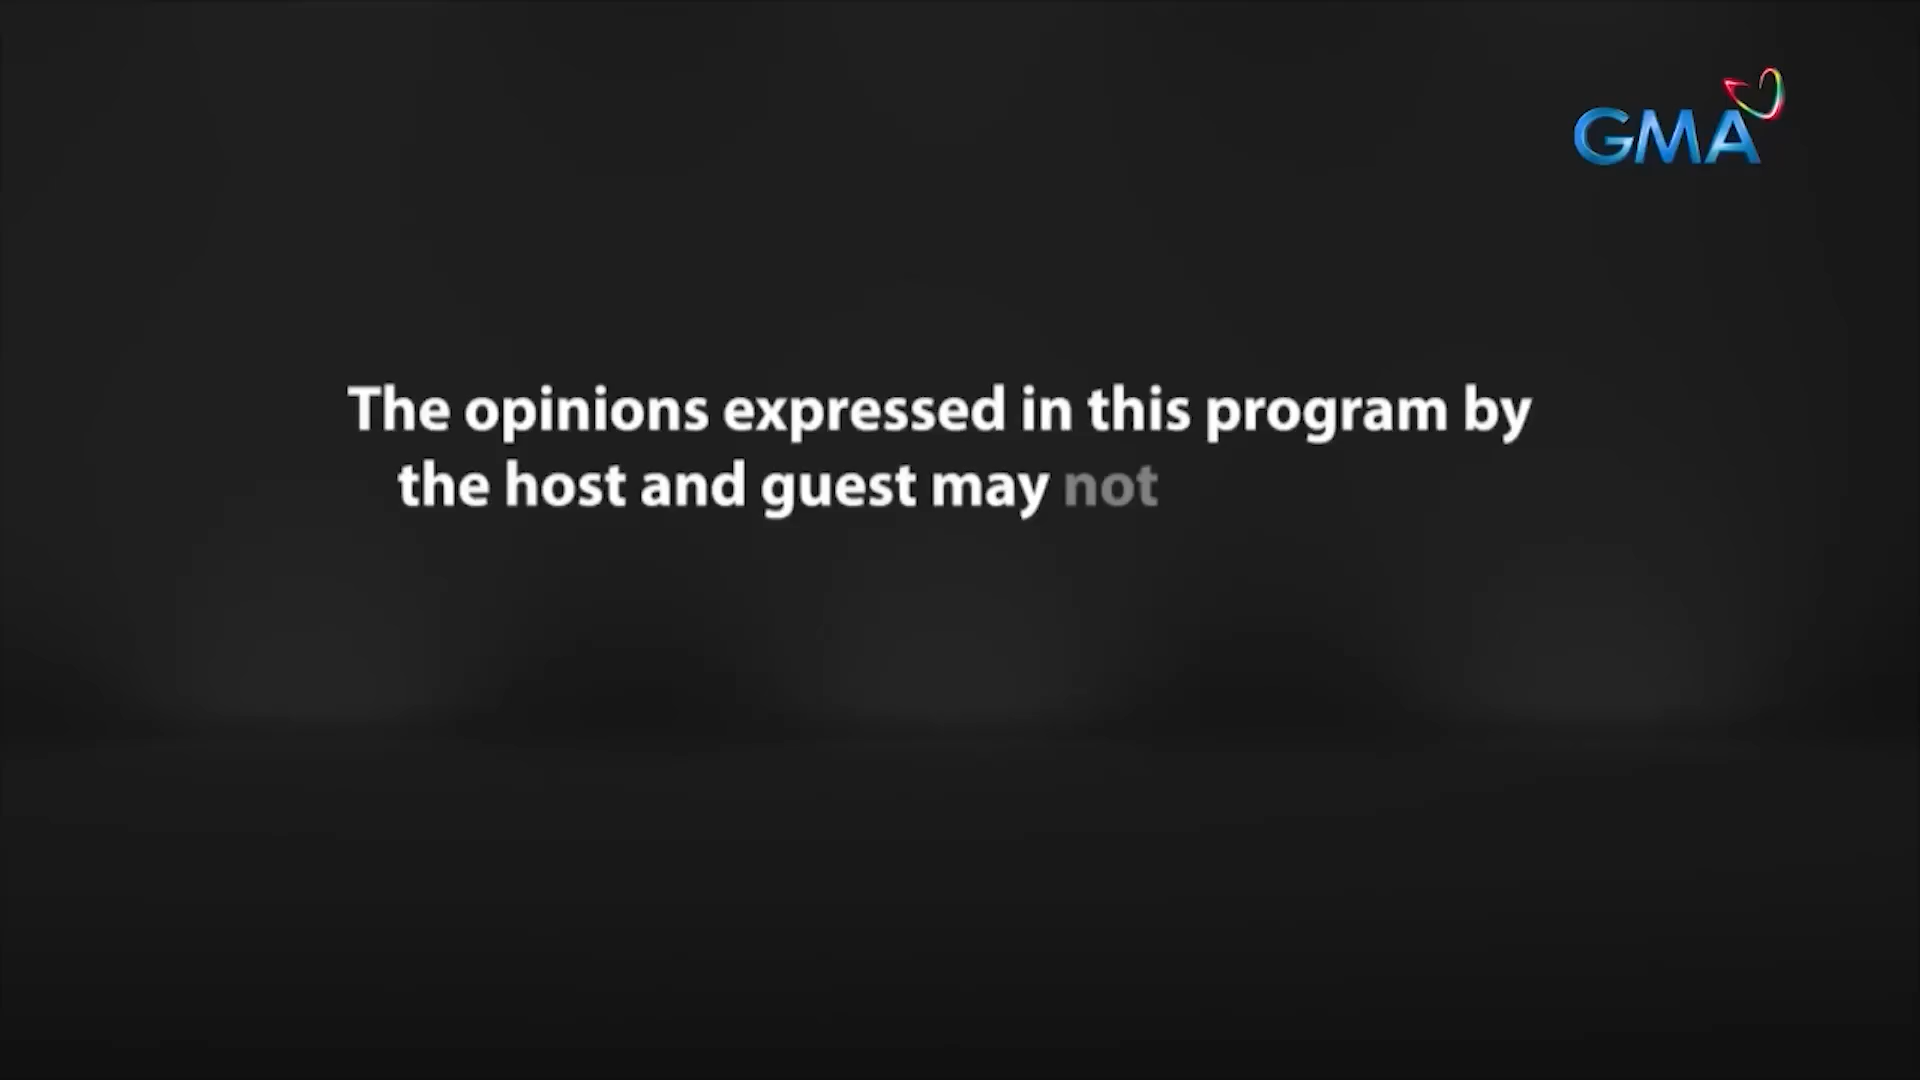 GMA
The opinions expressed in this program by
the host and guest may not